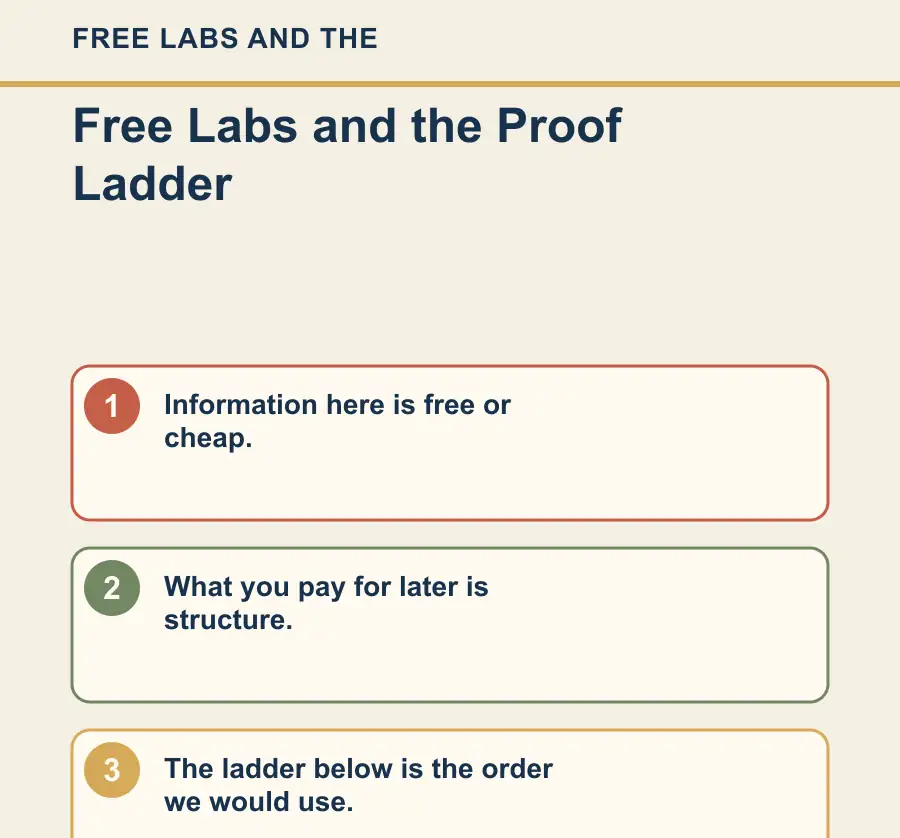 FREE LABS AND THE
Free Labs and the Proof
Ladder
1
Information here is free or
cheap.
2
What you pay for later is
structure.
3
The ladder below is the order
we would use.